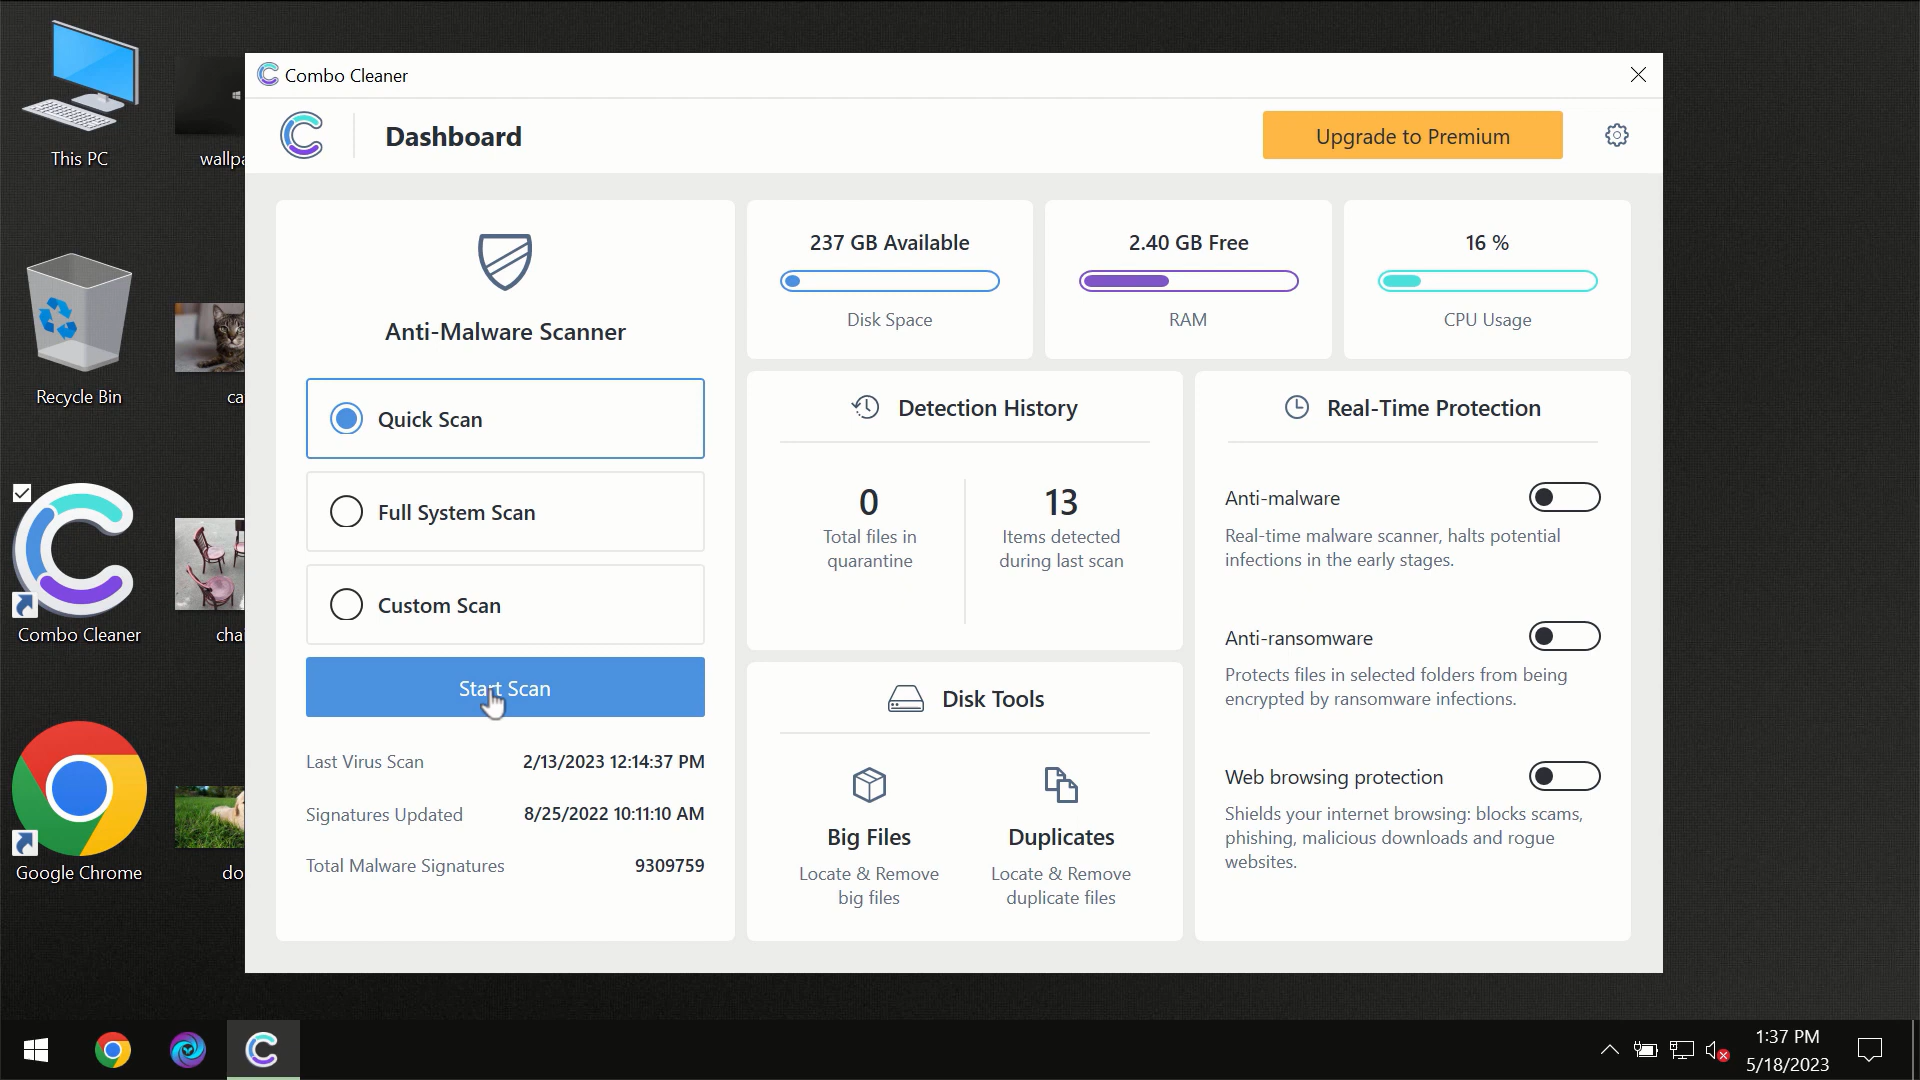 Combo Cleaner
Dashboard
Upgrade to Premium
This PC
wallpa
Recycle Bin
ca
Combo Cleaner
chai
Google Chrome
do
Anti-Malware Scanner
Quick Scan
Full System Scan
Custom Scan
Start Scan
Last Virus Scan 2/13/2023 12:14:37 PM
Signatures Updated 8/25/2022 10:11:10 AM
Total Malware Signatures 9309759
237 GB Available
Disk Space
2.40 GB Free
RAM
16 %
CPU Usage
Detection History
0
Total files in
quarantine
13
Items detected
during last scan
Disk Tools
Big Files
Locate & Remove
big files
Duplicates
Locate & Remove
duplicate files
Real-Time Protection
Anti-malware
Real-time malware scanner, halts potential
infections in the early stages.
Anti-ransomware
Protects files in selected folders from being
encrypted by ransomware infections.
Web browsing protection
Shields your internet browsing: blocks scams,
phishing, malicious downloads and rogue
websites.
1:37 PM
5/18/2023